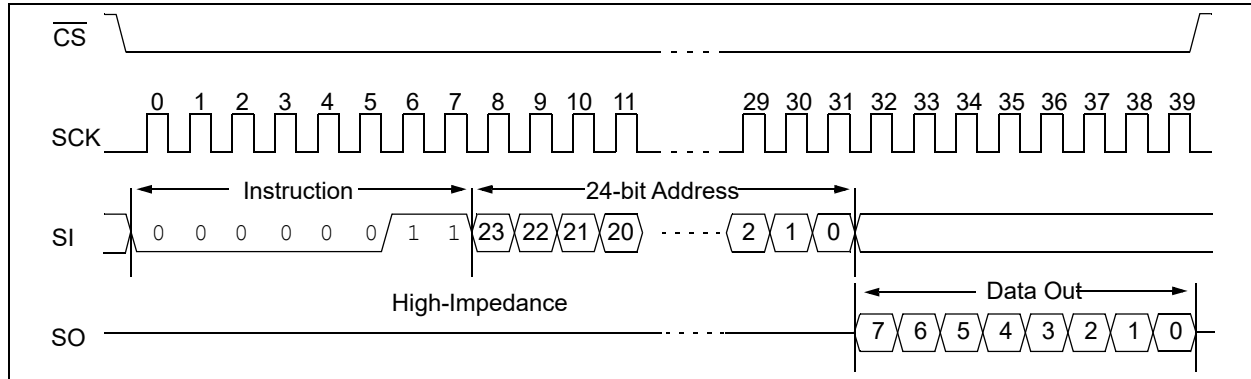 CS
0 1 2 3 4 5 6 7 8 9 10 11 29 30 31 32 33 34 35 36 37 38 39
SCK
Instruction 24-bit Address
SI 0 0 0 0 0 0 1 1 23 22 21 20 2 1 0
High-Impedance Data Out
SO 7 6 5 4 3 2 1 0